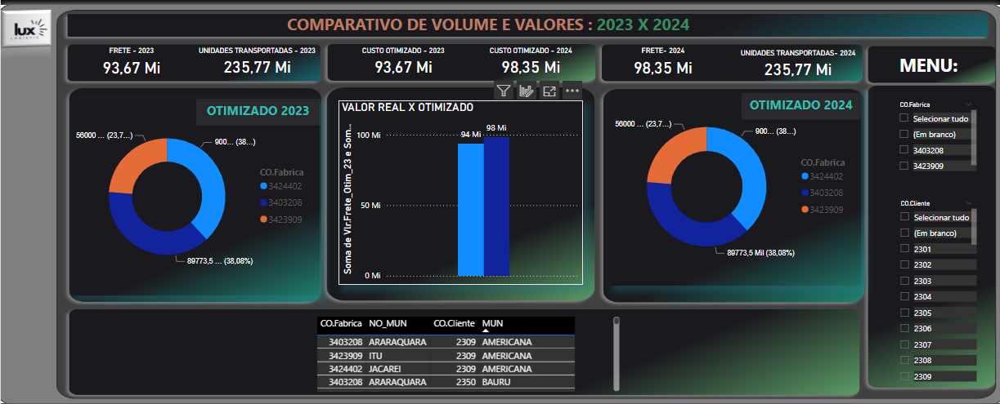 COMPARATIVO DE VOLUME E VALORES : 2023 X 2024
lux
LOGISTIC
FRETE - 2023
UNIDADES TRANSPORTADAS - 2023
CUSTO OTIMIZADO - 2023
CUSTO OTIMIZADO - 2024
FRETE- 2024
UNIDADES TRANSPORTADAS- 2024
93,67 Mi
235,77 Mi
93,67 Mi
98,35 Mi
98,35 Mi
235,77 Mi
MENU:
OTIMIZADO 2023
56000 ... (23,7...)
900... (38...)
89773,5 ... (38,08%)
CO.Fabrica
3424402
3403208
3423909
VALOR REAL X OTIMIZADO
Soma de Vlr.Frete_Otim_23 e Som...
100 Mi
50 Mi
0 Mi
94 Mi
98 Mi
OTIMIZADO 2024
56000 ... (23,7...)
900... (38...)
89773,5 Mil (38,08%)
CO.Fabrica
3424402
3403208
3423909
CO.Fabrica
Selecionar tudo
(Em branco)
3403208
3423909
CO.Cliente
Selecionar tudo
(Em branco)
2301
2302
2303
2304
2305
2306
2307
2308
2309
CO.Fabrica NO_MUN CO.Cliente MUN
3403208 ARARAQUARA 2309 AMERICANA
3423909 ITU 2309 AMERICANA
3424402 JACAREI 2309 AMERICANA
3403208 ARARAQUARA 2350 BAURU